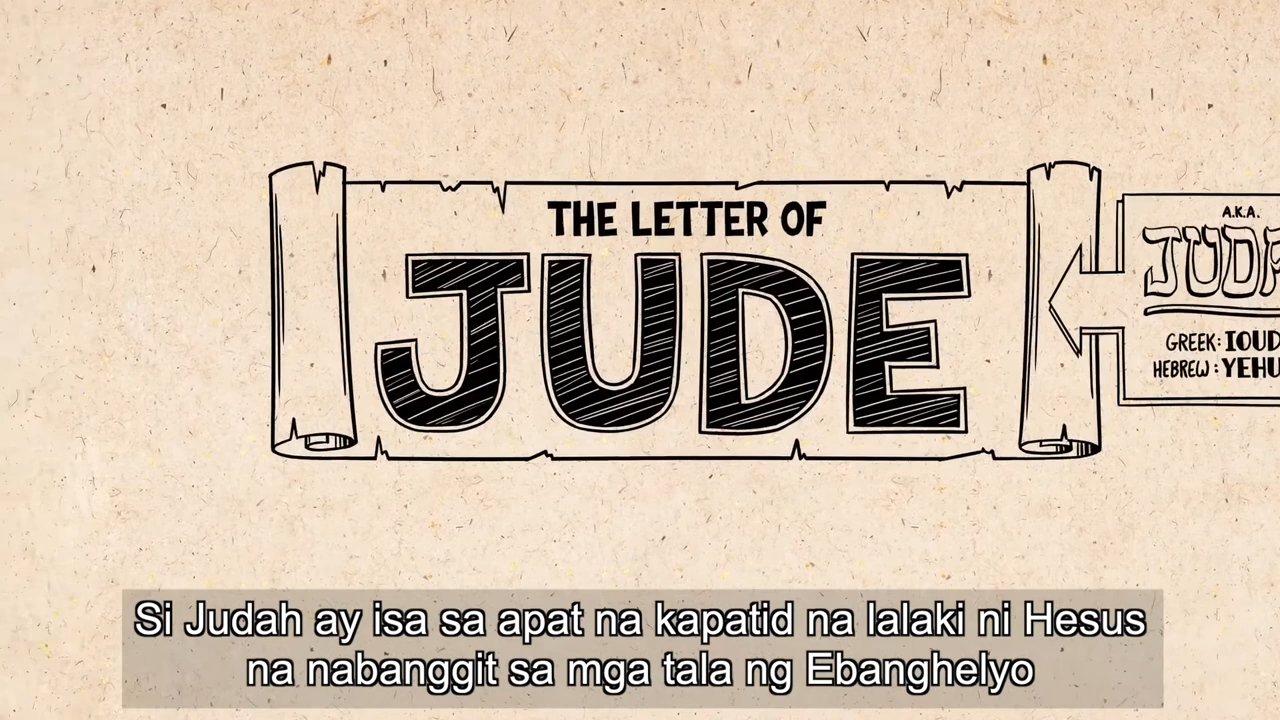 THE LETTER OF
JUDE
A.K.A.
GREEK:
HEBREW:
Si Judah ay isa sa apat na kapatid na lalaki ni Hesus
na nabanggit sa mga tala ng Ebanghelyo